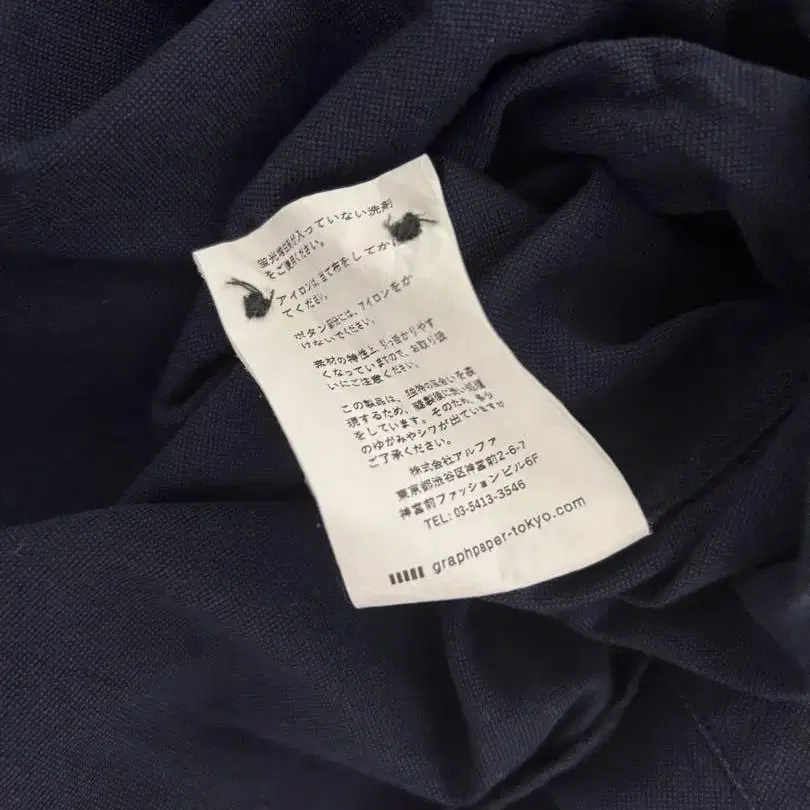 蛍光増白剤が入っていない洗剤
をご使用ください。
アイロンは、当て布をしてか
てください。
ボタン部分には、アイロンをか
けないでください。
素材の特性上、引っ掛かりやす
くなっていますので、お取り扱
いにご注意ください。
この製品は、独特の風合いを表
現するため、縫製後に洗い処理
をしています。そのため、多少
のゆがみやシワが出ていますが
ご了承ください。
株式会社アルファ
東京都渋谷区神宮前2-6-7
神宮前ファッションビル6F
TEL: 03-5413-3546
graphpaper-tokyo.com